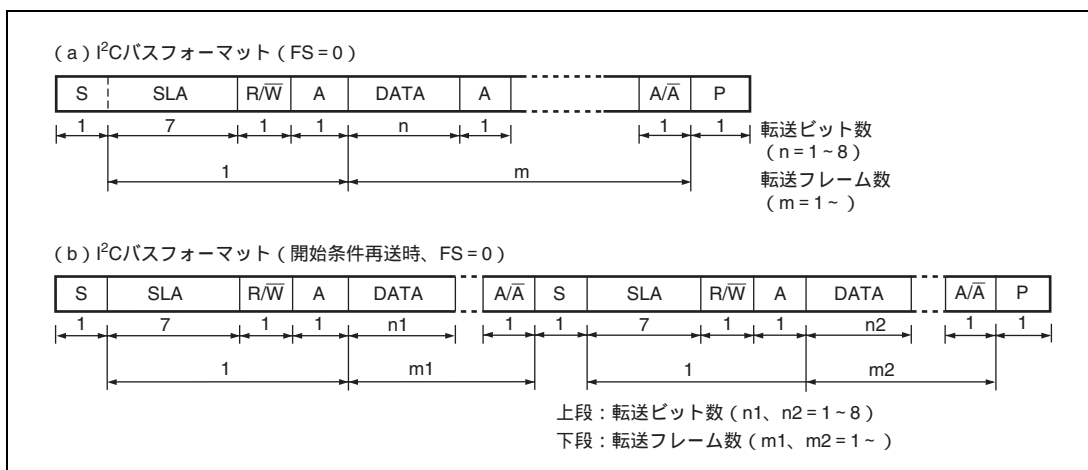 (a) I²Cバスフォーマット(FS=0)
S SLA R/W̅ A DATA A A/A̅ P
1 7 1 1 n 1 1 1 転送ビット数
(n=1~8)
1 m 転送フレーム数
(m=1~ )
(b) I²Cバスフォーマット(開始条件再送時、FS=0)
S SLA R/W̅ A DATA A/A̅ S SLA R/W̅ A DATA A/A̅ P
1 7 1 1 n1 1 1 7 1 1 n2 1 1
1 m1 1 m2
上段:転送ビット数(n1、n2=1~8)
下段:転送フレーム数(m1、m2=1~ )